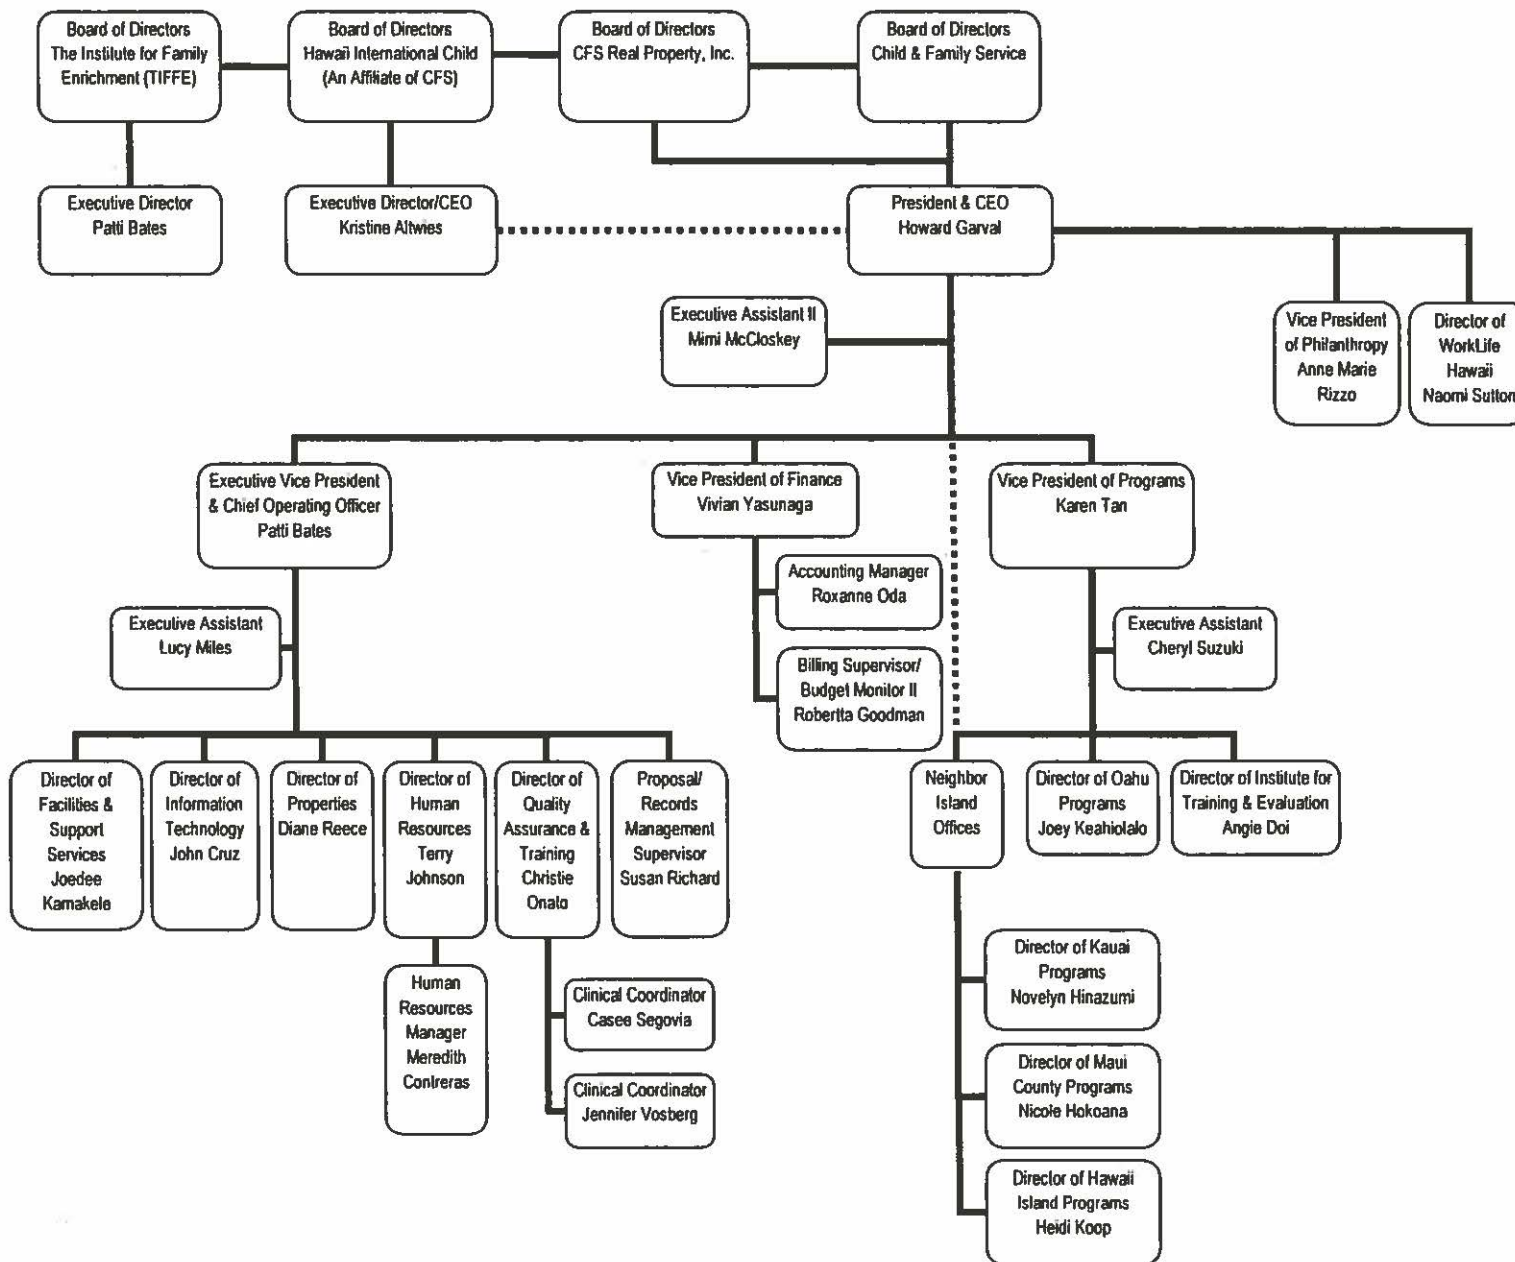 Board of Directors
The Institute for Family
Enrichment (TIFFE)
Board of Directors
Hawaii International Child
(An Affiliate of CFS)
Board of Directors
CFS Real Property, Inc.
Board of Directors
Child & Family Service
Executive Director
Patti Bates
Executive Director/CEO
Kristine Altwies
President & CEO
Howard Garval
Executive Assistant II
Mimi McCloskey
Vice President
of Philanthropy
Anne Marie
Rizzo
Director of
WorkLife
Hawaii
Naomi Sutton
Executive Vice President
& Chief Operating Officer
Patti Bates
Vice President of Finance
Vivian Yasunaga
Vice President of Programs
Karen Tan
Accounting Manager
Roxanne Oda
Executive Assistant
Lucy Miles
Executive Assistant
Cheryl Suzuki
Billing Supervisor/
Budget Monitor II
Robertta Goodman
Director of
Facilities &
Support
Services
Joedee
Kamakele
Director of
Information
Technology
John Cruz
Director of
Properties
Diane Reece
Director of
Human
Resources
Terry
Johnson
Director of
Quality
Assurance &
Training
Christie
Onato
Proposal/
Records
Management
Supervisor
Susan Richard
Neighbor
Island
Offices
Director of Oahu
Programs
Joey Keahiolalo
Director of Institute for
Training & Evaluation
Angie Doi
Human
Resources
Manager
Meredith
Contreras
Clinical Coordinator
Casee Segovia
Clinical Coordinator
Jennifer Vosberg
Director of Kauai
Programs
Novelyn Hinazumi
Director of Maui
County Programs
Nicole Hokoana
Director of Hawaii
Island Programs
Heidi Koop